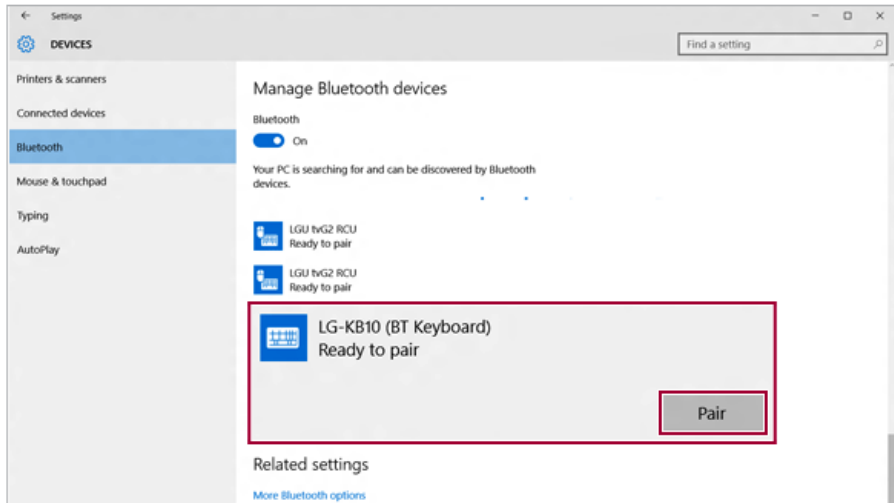 Settings
DEVICES
Find a setting
Printers & scanners
Connected devices
Bluetooth
Mouse & touchpad
Typing
AutoPlay
Manage Bluetooth devices
Bluetooth
On
Your PC is searching for and can be discovered by Bluetooth
devices.
LGU tvG2 RCU
Ready to pair
LGU tvG2 RCU
Ready to pair
LG-KB10 (BT Keyboard)
Ready to pair
Pair
Related settings
More Bluetooth options